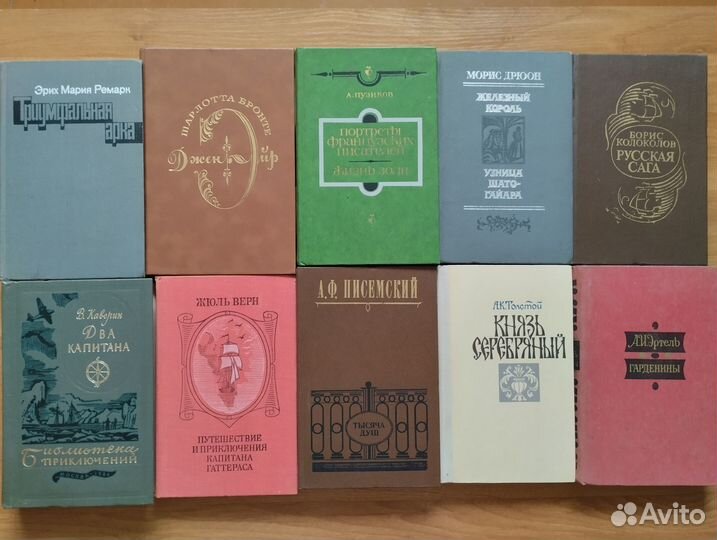 Эрих Мария Ремарк
Триумфальная
арка
ШАРЛОТТА БРОНТЕ
Джен Эйр
А. ПУЗИКОВ
ПОРТРЕТЫ
ФРАНЦУЗСКИХ
ПИСАТЕЛЕЙ
ЖИЗНЬ ЗОЛЯ
МОРИС ДРЮОН
ЖЕЛЕЗНЫЙ
КОРОЛЬ
УЗНИЦА
ШАТО-
ГАЙАРА
БОРИС
КОЛОКОЛОВ
РУССКАЯ
САГА
В. Каверин
ДВА
КАПИТАНА
Библиотека
ПРИКЛЮЧЕНИЙ
ЖЮЛЬ ВЕРН
ПУТЕШЕСТВИЕ
И ПРИКЛЮЧЕНИЯ
КАПИТАНА
ГАТТЕРАСА
А.Ф. ПИСЕМСКИЙ
ТЫСЯЧА
ДУШ
А.К. Толстой
КНЯЗЬ
СЕРЕБРЯНЫЙ
А.И. Эртель
ГАРДЕНИНЫ
Avito